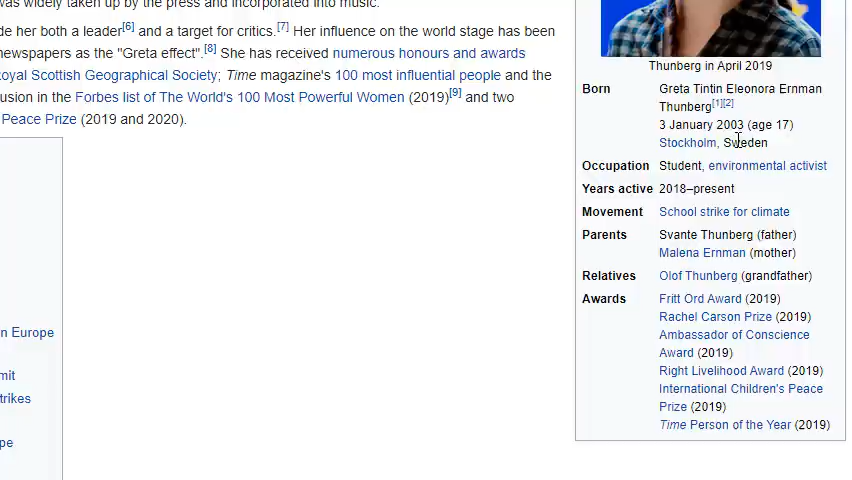 was widely taken up by the press and incorporated into music.
de her both a leader[6] and a target for critics.[7] Her influence on the world stage has been
newspapers as the "Greta effect".[8] She has received numerous honours and awards
oyal Scottish Geographical Society; Time magazine's 100 most influential people and the
usion in the Forbes list of The World's 100 Most Powerful Women (2019)[9] and two
Peace Prize (2019 and 2020).
n Europe
mit
trikes
pe
Thunberg in April 2019
Born Greta Tintin Eleonora Ernman
Thunberg[1][2]
3 January 2003 (age 17)
Stockholm, Sweden
Occupation Student, environmental activist
Years active 2018–present
Movement School strike for climate
Parents Svante Thunberg (father)
Malena Ernman (mother)
Relatives Olof Thunberg (grandfather)
Awards Fritt Ord Award (2019)
Rachel Carson Prize (2019)
Ambassador of Conscience
Award (2019)
Right Livelihood Award (2019)
International Children's Peace
Prize (2019)
Time Person of the Year (2019)